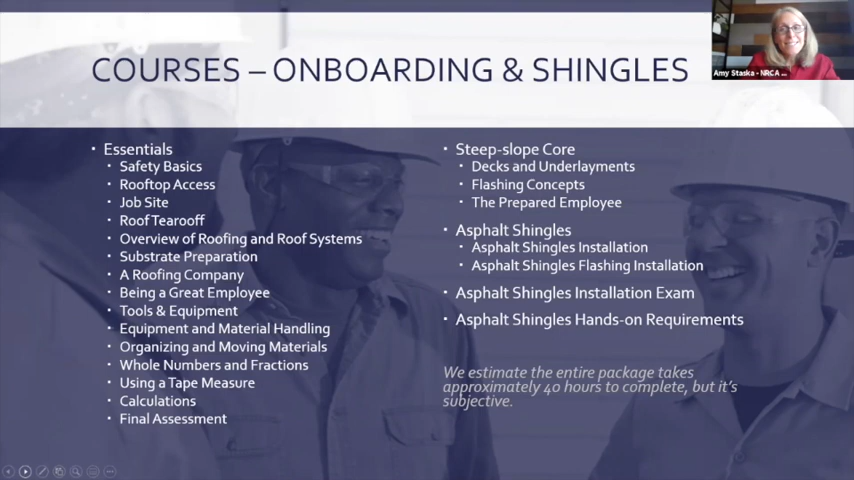 COURSES – ONBOARDING & SHINGLES
Amy Staska - NRCA ...
• Essentials
• Safety Basics
• Rooftop Access
• Job Site
• Roof Tearoff
• Overview of Roofing and Roof Systems
• Substrate Preparation
• A Roofing Company
• Being a Great Employee
• Tools & Equipment
• Equipment and Material Handling
• Organizing and Moving Materials
• Whole Numbers and Fractions
• Using a Tape Measure
• Calculations
• Final Assessment
• Steep-slope Core
• Decks and Underlayments
• Flashing Concepts
• The Prepared Employee
• Asphalt Shingles
• Asphalt Shingles Installation
• Asphalt Shingles Flashing Installation
• Asphalt Shingles Installation Exam
• Asphalt Shingles Hands-on Requirements
We estimate the entire package takes
approximately 40 hours to complete, but it's
subjective.